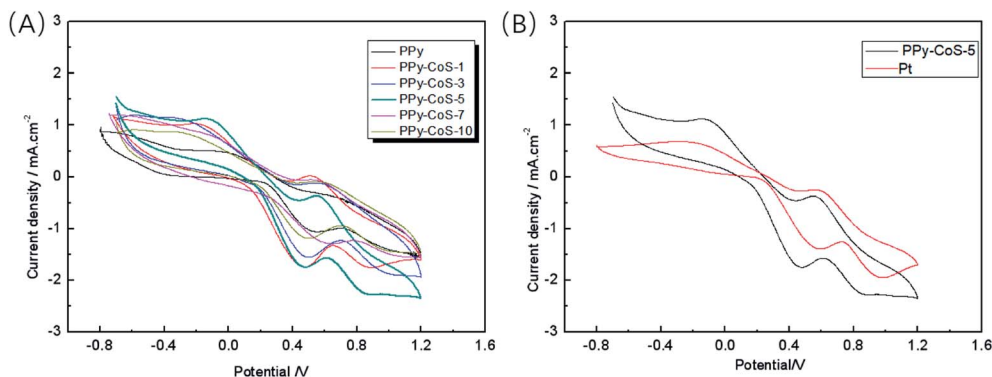 (A)
3
2
1
0
-1
-2
-3
Current density / mA.cm-2
-0.8 -0.4 0.0 0.4 0.8 1.2 1.6
Potential /V
PPy
PPy-CoS-1
PPy-CoS-3
PPy-CoS-5
PPy-CoS-7
PPy-CoS-10
(B)
3
2
1
0
-1
-2
-3
Current density / mA.cm-2
-0.8 -0.4 0.0 0.4 0.8 1.2 1.6
Potential/V
PPy-CoS-5
Pt